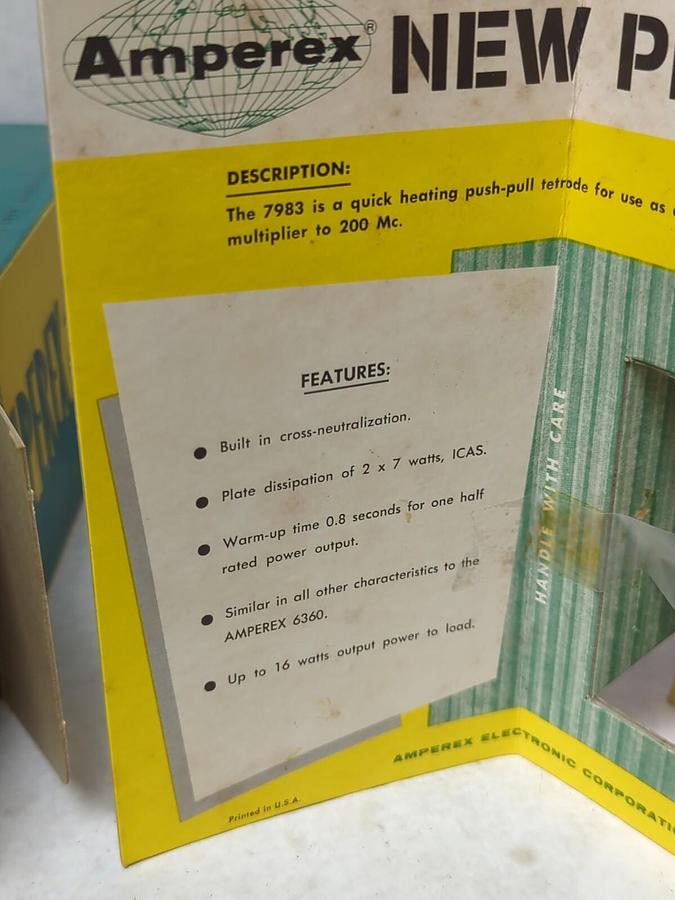 Amperex® NEW
DESCRIPTION:
The 7983 is a quick heating push-pull tetrode for use as
multiplier to 200 Mc.
FEATURES:
● Built in cross-neutralization.
● Plate dissipation of 2 x 7 watts, ICAS.
● Warm-up time 0.8 seconds for one half
rated power output.
● Similar in all other characteristics to the
AMPEREX 6360.
● Up to 16 watts output power to load.
HANDLE WITH CARE
AMPEREX ELECTRONIC CORPORATI
Printed in U.S.A.